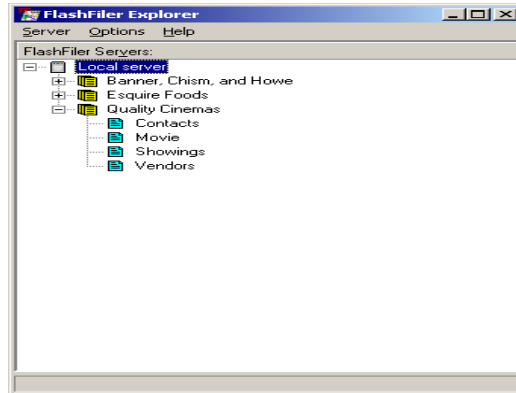 FlashFiler Explorer
Server Options Help
FlashFiler Servers:
Local server
Banner, Chism, and Howe
Esquire Foods
Quality Cinemas
Contacts
Movie
Showings
Vendors